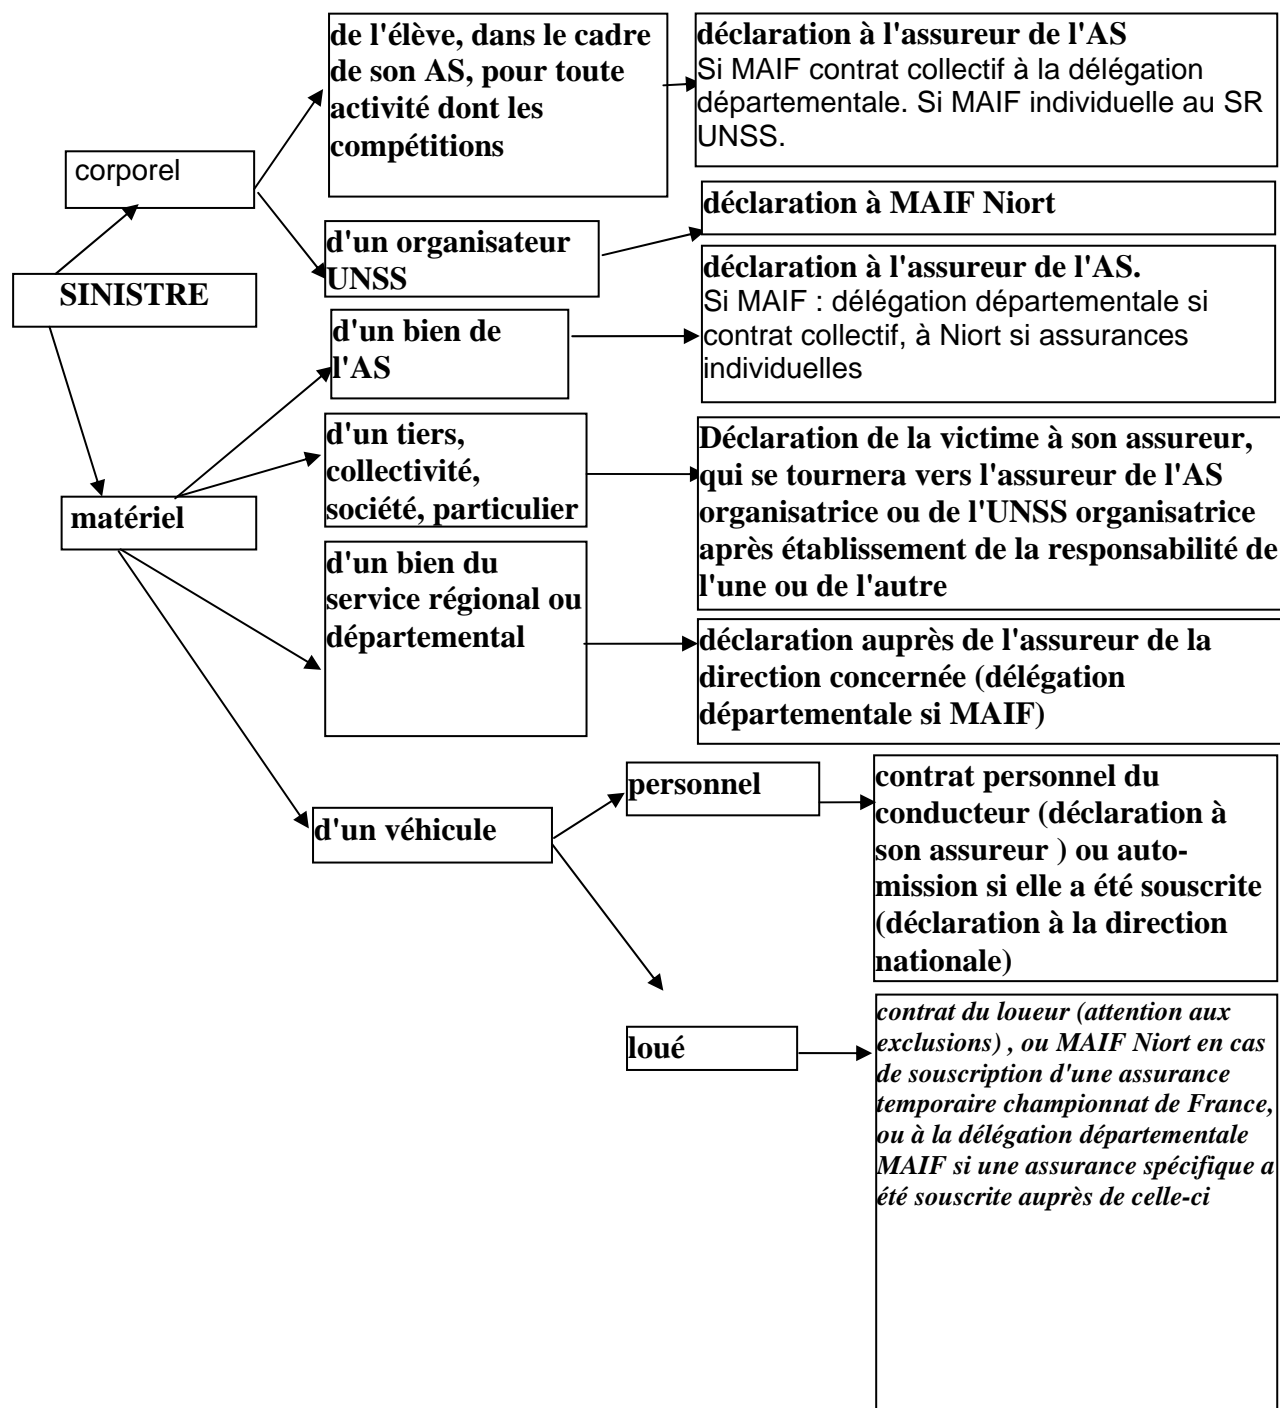 de l'élève, dans le cadre
de son AS, pour toute
activité dont les
compétitions
déclaration à l'assureur de l'AS
Si MAIF contrat collectif à la délégation
départementale. Si MAIF individuelle au SR
UNSS.
corporel
déclaration à MAIF Niort
d'un organisateur
UNSS
SINISTRE
déclaration à l'assureur de l'AS.
Si MAIF : délégation départementale si
contrat collectif, à Niort si assurances
individuelles
d'un bien de
l'AS
d'un tiers,
collectivité,
société, particulier
Déclaration de la victime à son assureur,
qui se tournera vers l'assureur de l'AS
organisatrice ou de l'UNSS organisatrice
après établissement de la responsabilité de
l'une ou de l'autre
matériel
d'un bien du
service régional ou
départemental
déclaration auprès de l'assureur de la
direction concernée (délégation
départementale si MAIF)
d'un véhicule
personnel
contrat personnel du
conducteur (déclaration à
son assureur ) ou auto-
mission si elle a été souscrite
(déclaration à la direction
nationale)
loué
contrat du loueur (attention aux
exclusions) , ou MAIF Niort en cas
de souscription d'une assurance
temporaire championnat de France,
ou à la délégation départementale
MAIF si une assurance spécifique a
été souscrite auprès de celle-ci